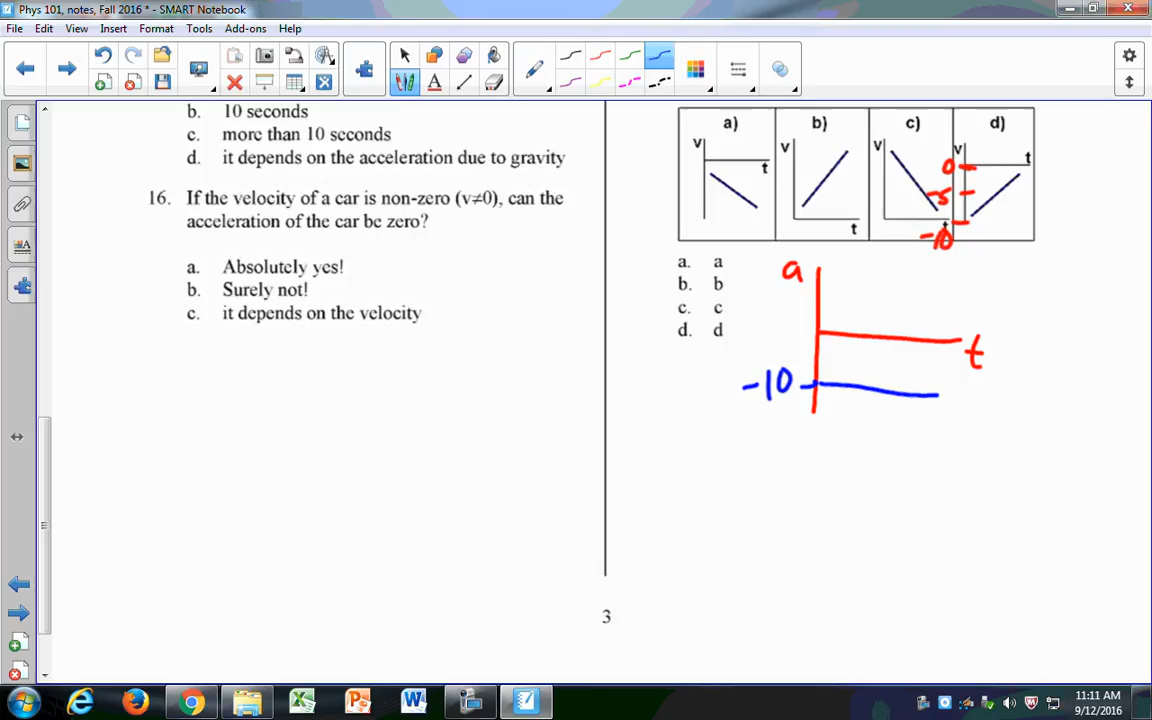 Phys 101, notes, Fall 2016 * - SMART Notebook
File Edit View Insert Format Tools Add-ons Help
b. 10 seconds
c. more than 10 seconds
d. it depends on the acceleration due to gravity
16. If the velocity of a car is non-zero (v≠0), can the
acceleration of the car be zero?
a. Absolutely yes!
b. Surely not!
c. it depends on the velocity
a) b) c) d)
v v v v
t t t t
0
-5
-10
a. a
b. b
c. c
d. d
a
t
-10
3
11:11 AM
9/12/2016